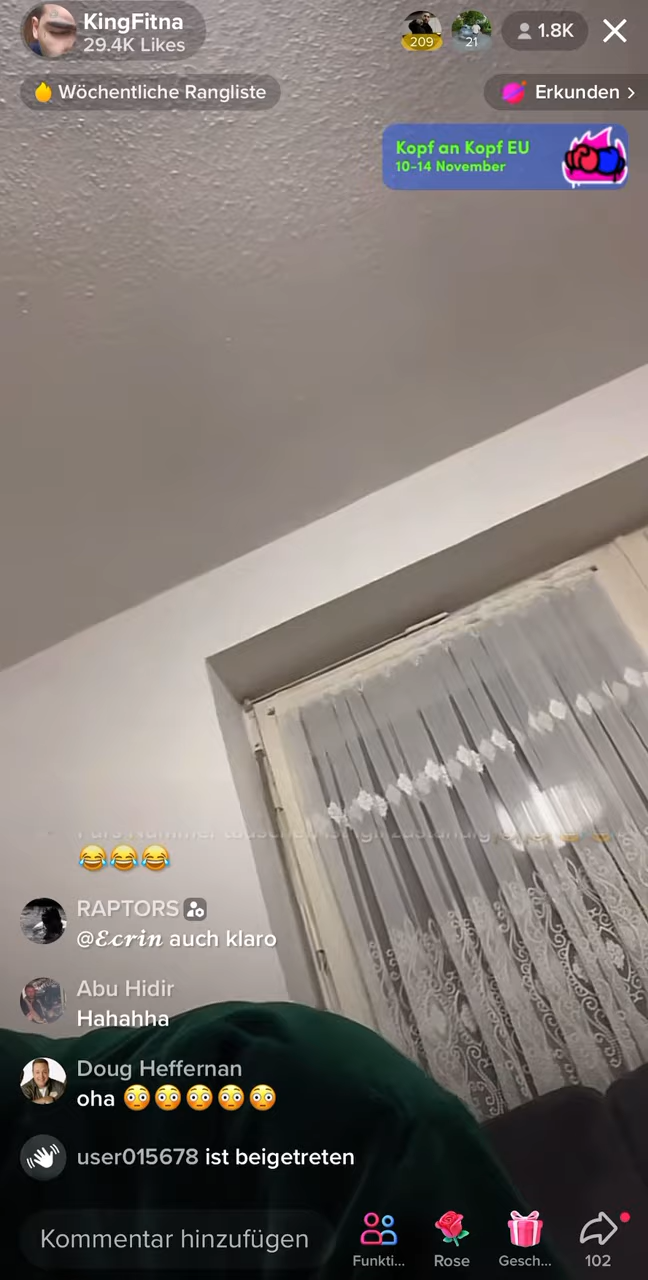 KingFitna
29.4K Likes
209
21
1.8K
Wöchentliche Rangliste
Erkunden
Kopf an Kopf EU
10-14 November
😂😂😂
RAPTORS
@𝓔𝓬𝓻𝓲𝓷 auch klaro
Abu Hidir
Hahahha
Doug Heffernan
oha 😳😳😳😳😳
user015678 ist beigetreten
Kommentar hinzufügen
Funkti...
Rose
Gesch...
102